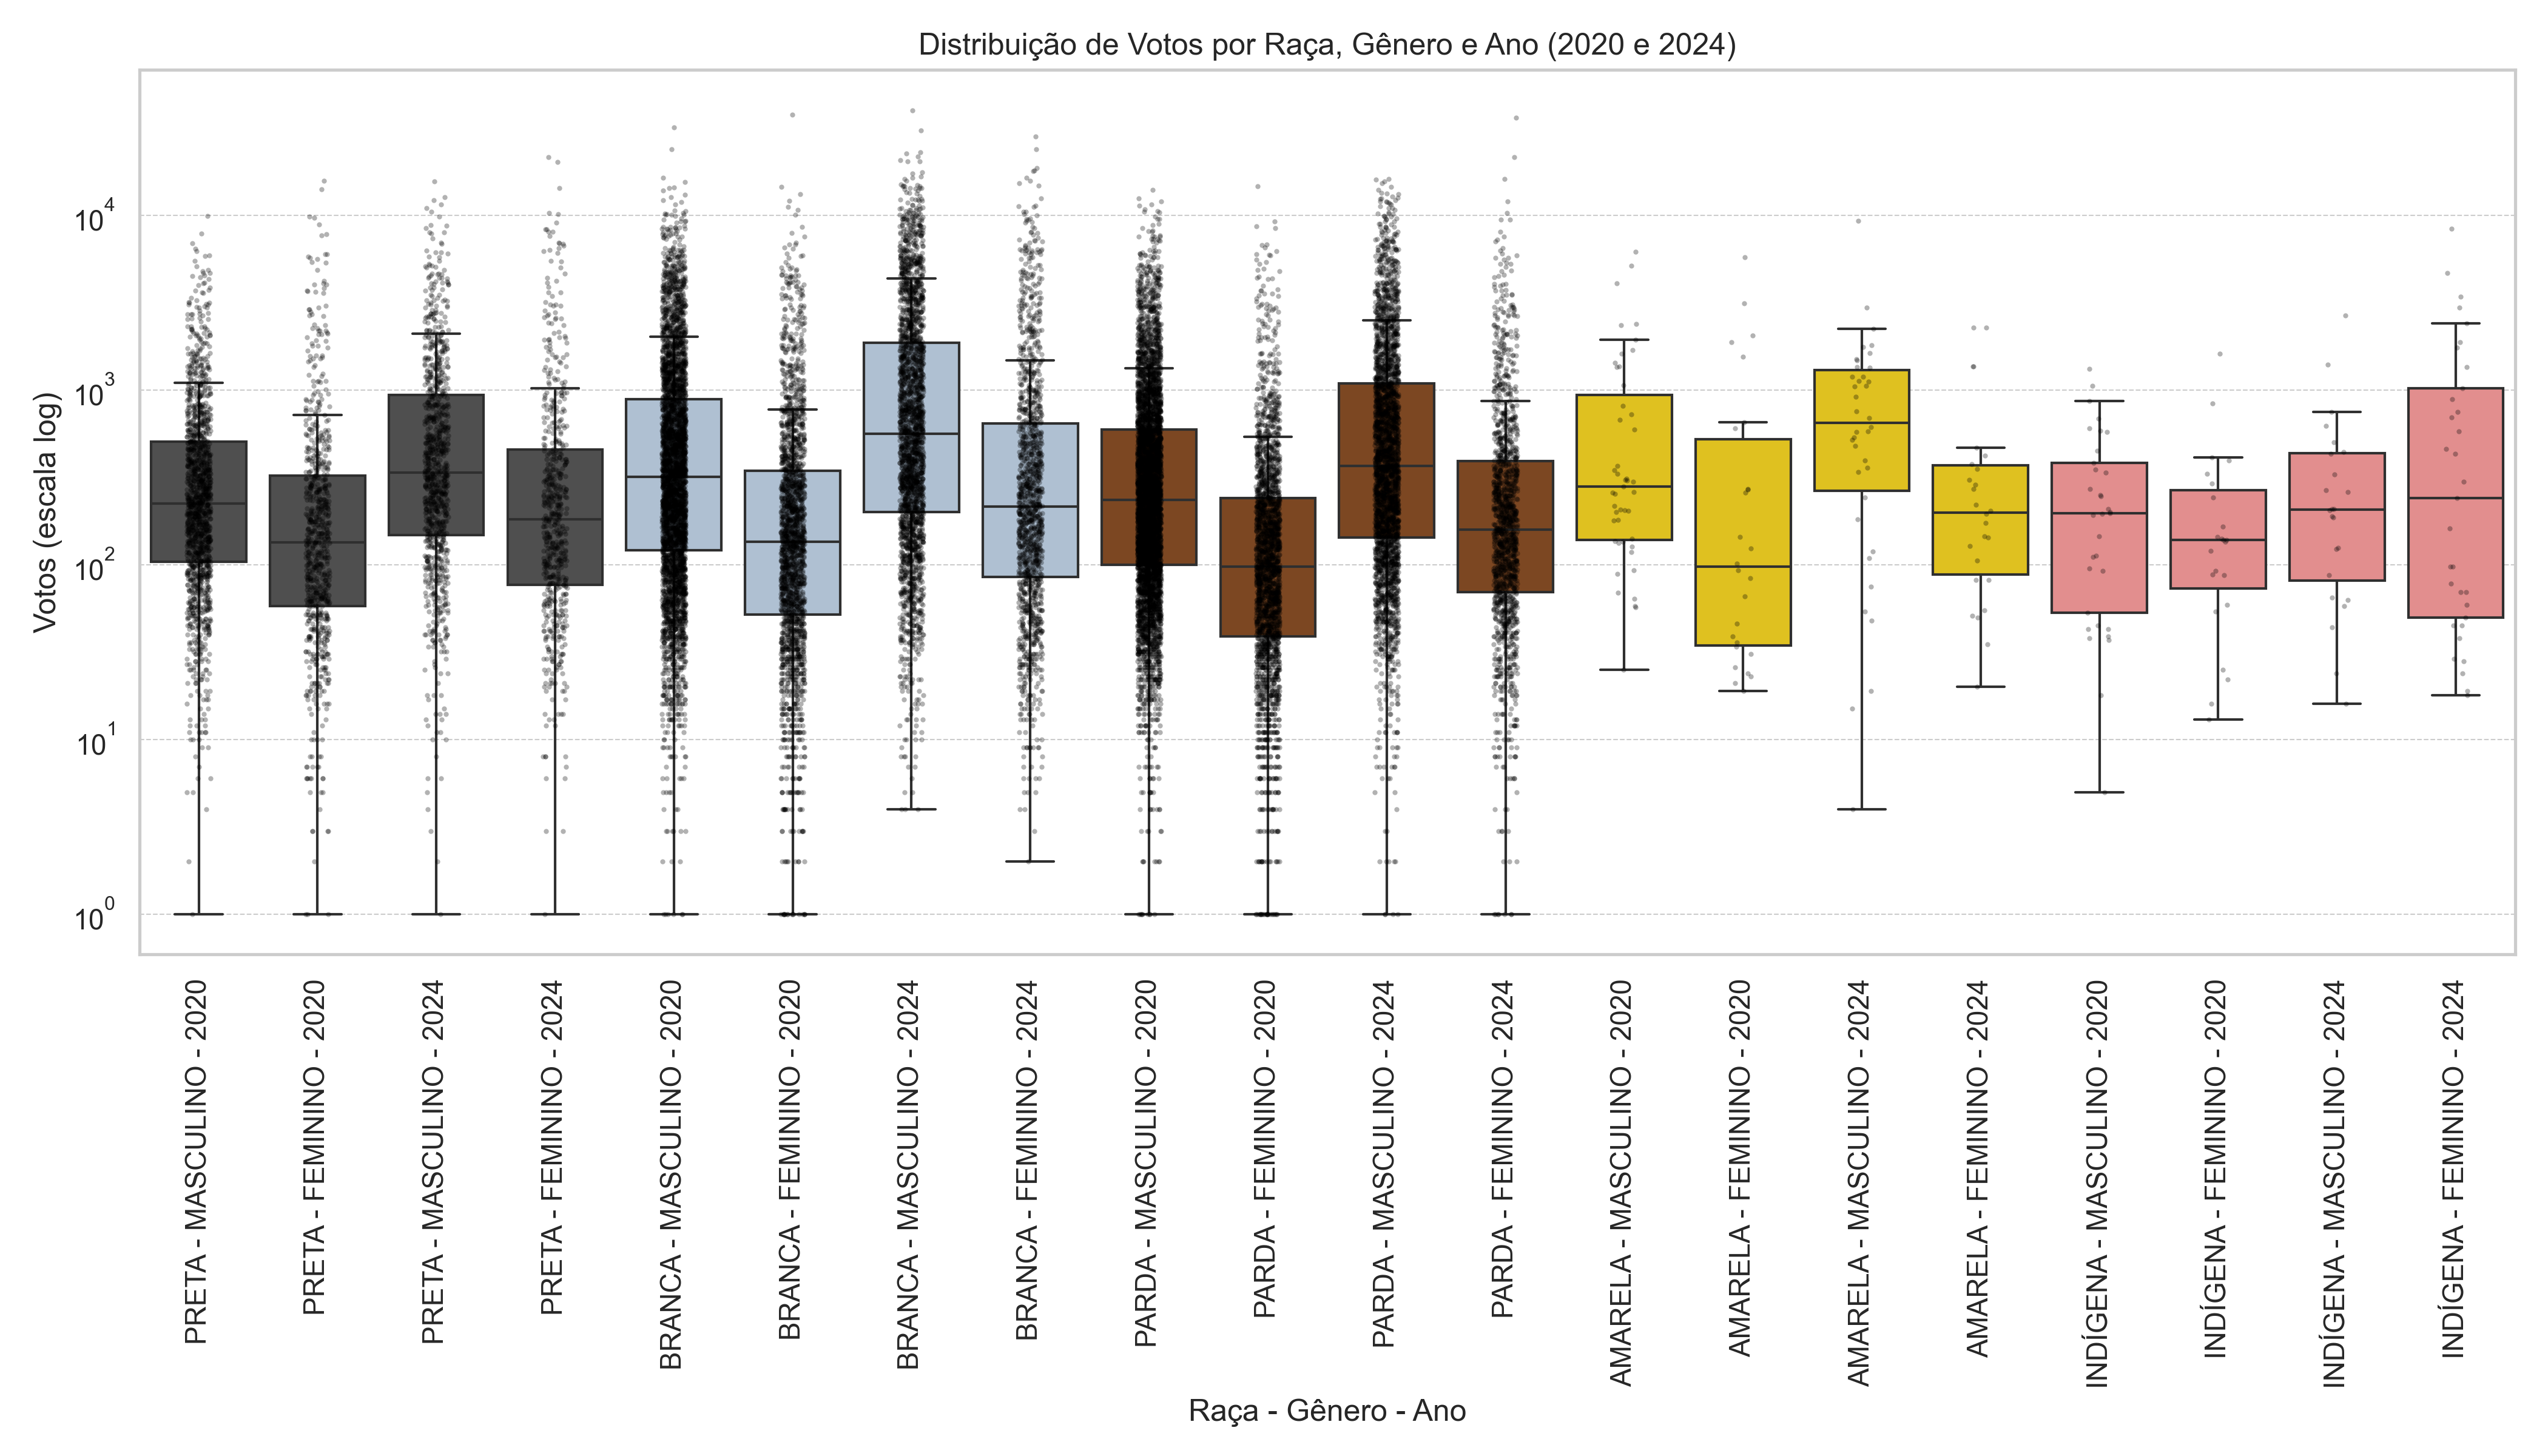 Distribuição de Votos por Raça, Gênero e Ano (2020 e 2024)
Votos (escala log)
10^4
10^3
10^2
10^1
10^0
PRETA - MASCULINO - 2020
PRETA - FEMININO - 2020
PRETA - MASCULINO - 2024
PRETA - FEMININO - 2024
BRANCA - MASCULINO - 2020
BRANCA - FEMININO - 2020
BRANCA - MASCULINO - 2024
BRANCA - FEMININO - 2024
PARDA - MASCULINO - 2020
PARDA - FEMININO - 2020
PARDA - MASCULINO - 2024
PARDA - FEMININO - 2024
AMARELA - MASCULINO - 2020
AMARELA - FEMININO - 2020
AMARELA - MASCULINO - 2024
AMARELA - FEMININO - 2024
INDÍGENA - MASCULINO - 2020
INDÍGENA - FEMININO - 2020
INDÍGENA - MASCULINO - 2024
INDÍGENA - FEMININO - 2024
Raça - Gênero - Ano